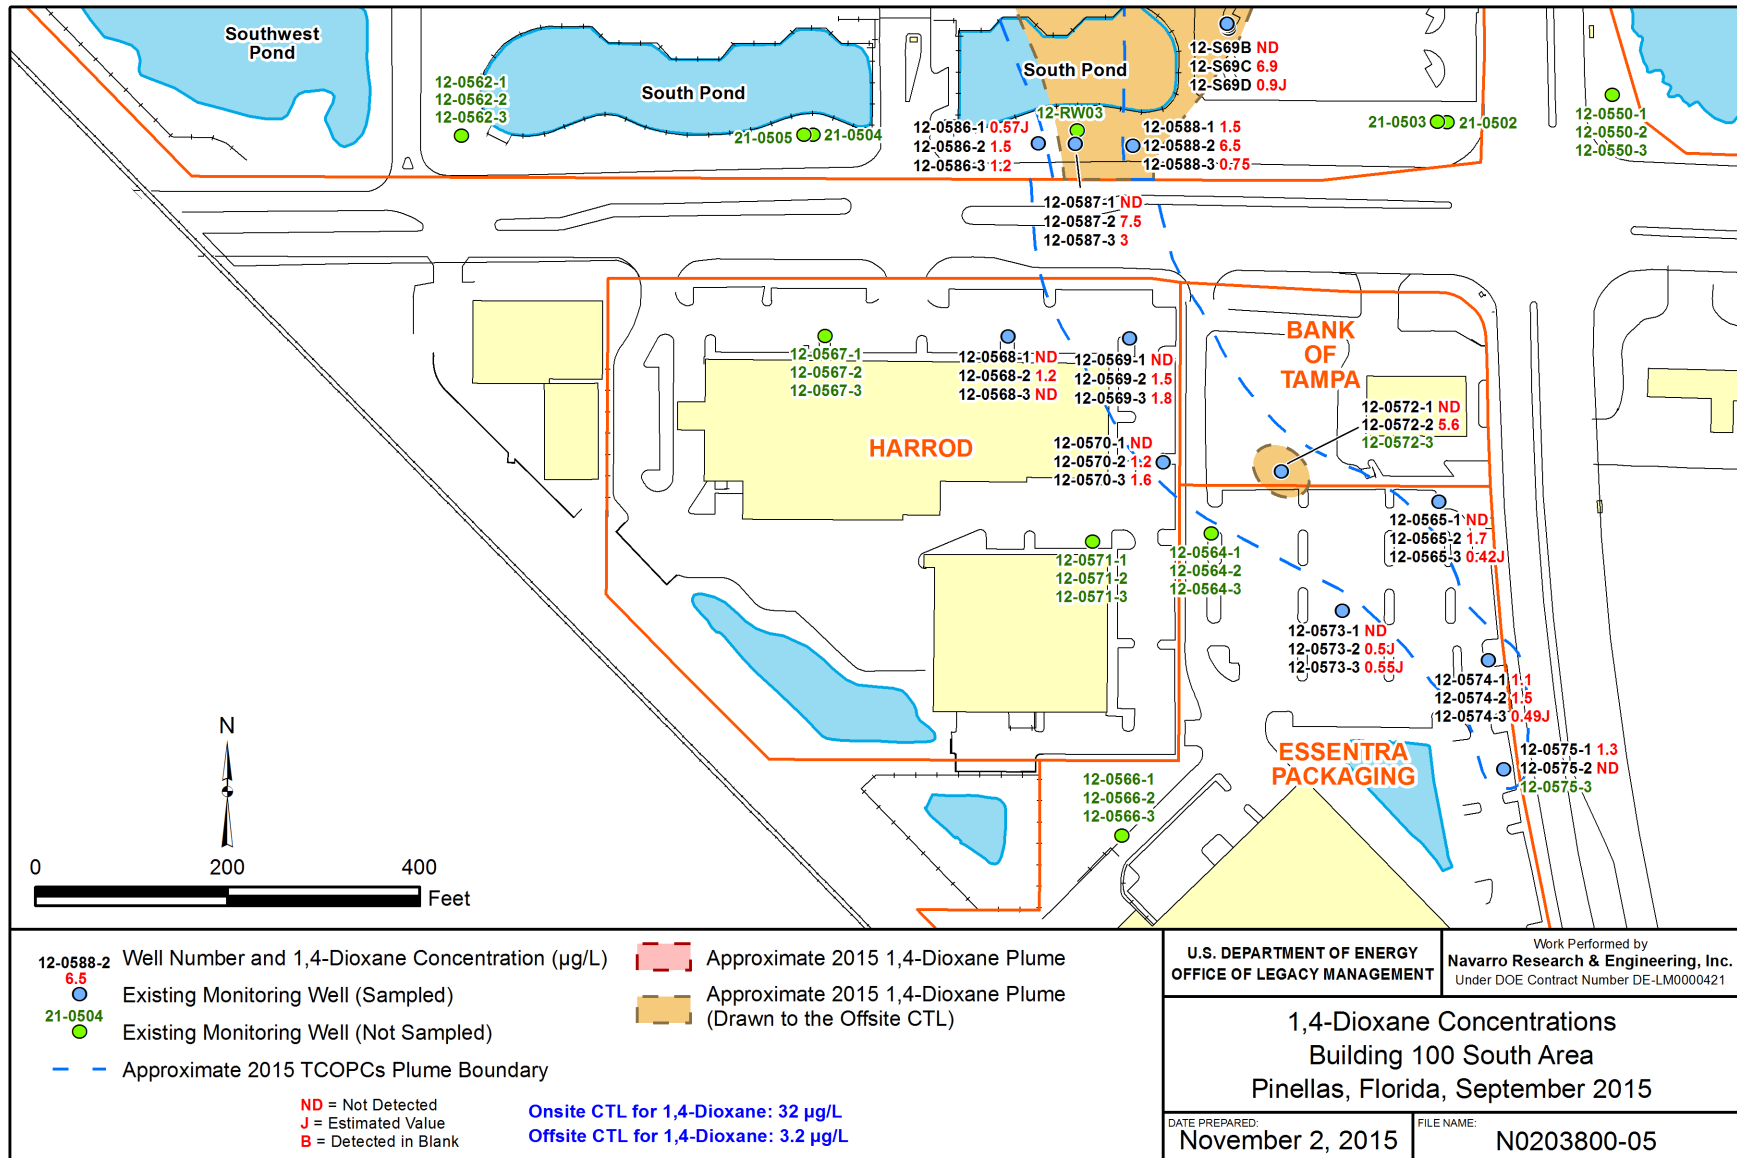 Southwest
Pond
South Pond
South Pond
12-0562-1
12-0562-2
12-0562-3
21-0505
21-0504
12-S69B ND
12-S69C 6.9
12-S69D 0.9J
12-RW03
12-0586-1 0.57J
12-0586-2 1.5
12-0586-3 1.2
12-0588-1 1.5
12-0588-2 6.5
12-0588-3 0.75
21-0503
21-0502
12-0550-1
12-0550-2
12-0550-3
12-0587-1 ND
12-0587-2 7.5
12-0587-3 3
12-0567-1
12-0567-2
12-0567-3
12-0568-1 ND
12-0568-2 1.2
12-0568-3 ND
12-0569-1 ND
12-0569-2 1.5
12-0569-3 1.8
BANK
OF
TAMPA
12-0572-1 ND
12-0572-2 5.6
12-0572-3
HARROD
12-0570-1 ND
12-0570-2 1.2
12-0570-3 1.6
12-0565-1 ND
12-0565-2 1.7
12-0565-3 0.42J
12-0571-1
12-0571-2
12-0571-3
12-0564-1
12-0564-2
12-0564-3
12-0573-1 ND
12-0573-2 0.5J
12-0573-3 0.55J
12-0574-1 1.1
12-0574-2 1.5
12-0574-3 0.49J
ESSENTRA
PACKAGING
12-0575-1 1.3
12-0575-2 ND
12-0575-3
12-0566-1
12-0566-2
12-0566-3
N
0 200 400
Feet
12-0588-2
6.5
Well Number and 1,4-Dioxane Concentration (µg/L)
Existing Monitoring Well (Sampled)
21-0504
Existing Monitoring Well (Not Sampled)
Approximate 2015 TCOPCs Plume Boundary
Approximate 2015 1,4-Dioxane Plume
Approximate 2015 1,4-Dioxane Plume
(Drawn to the Offsite CTL)
ND = Not Detected
J = Estimated Value
B = Detected in Blank
Onsite CTL for 1,4-Dioxane: 32 µg/L
Offsite CTL for 1,4-Dioxane: 3.2 µg/L
U.S. DEPARTMENT OF ENERGY
OFFICE OF LEGACY MANAGEMENT
Work Performed by
Navarro Research & Engineering, Inc.
Under DOE Contract Number DE-LM0000421
1,4-Dioxane Concentrations
Building 100 South Area
Pinellas, Florida, September 2015
DATE PREPARED:
November 2, 2015
FILE NAME:
N0203800-05